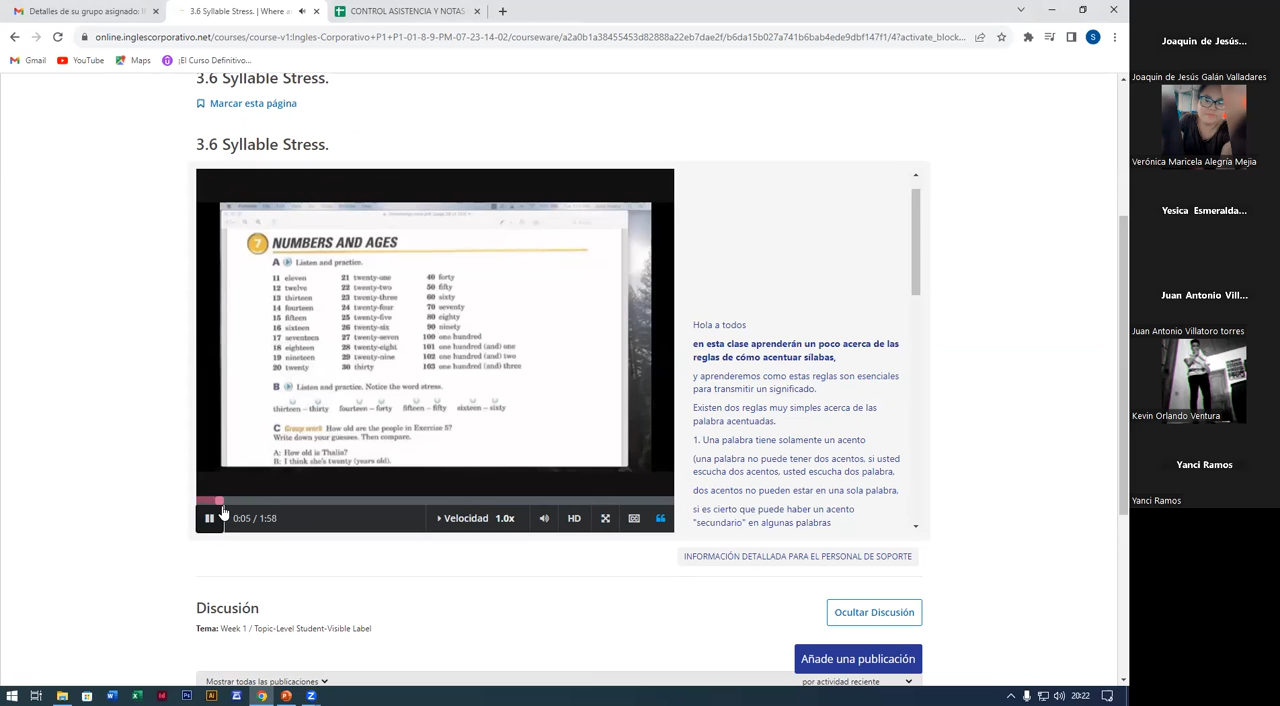 Detalles de su grupo asignado: I
3.6 Syllable Stress. | Where a
CONTROL ASISTENCIA Y NOTAS
online.inglescorporativo.net/courses/course-v1:Ingles-Corporativo+P1+P1-01-8-9-PM-07-23-14-02/courseware/a2a0b1a38455453d82888a22eb7dae2f/b6da15b027a741b6bab4ede9dbf147f1/4?activate_block...
Gmail
YouTube
Maps
¡El Curso Definitivo...
3.6 Syllable Stress.
Marcar esta página
3.6 Syllable Stress.
7 NUMBERS AND AGES
A Listen and practice.
11 eleven 21 twenty-one 40 forty
12 twelve 22 twenty-two 50 fifty
13 thirteen 23 twenty-three 60 sixty
14 fourteen 24 twenty-four 70 seventy
15 fifteen 25 twenty-five 80 eighty
16 sixteen 26 twenty-six 90 ninety
17 seventeen 27 twenty-seven 100 one hundred
18 eighteen 28 twenty-eight 101 one hundred (and) one
19 nineteen 29 twenty-nine 102 one hundred (and) two
20 twenty 30 thirty 103 one hundred (and) three
B Listen and practice. Notice the word stress.
thirteen – thirty fourteen – forty fifteen – fifty sixteen – sixty
C Group work How old are the people in Exercise 5?
Write down your guesses. Then compare.
A: How old is Thalia?
B: I think she's twenty (years old).
0:05 / 1:58
Velocidad 1.0x
HD
Hola a todos
en esta clase aprenderán un poco acerca de las
reglas de cómo acentuar sílabas,
y aprenderemos como estas reglas son esenciales
para transmitir un significado.
Existen dos reglas muy simples acerca de las
palabra acentuadas.
1. Una palabra tiene solamente un acento
(una palabra no puede tener dos acentos, si usted
escucha dos acentos, usted escucha dos palabra,
dos acentos no pueden estar en una sola palabra,
si es cierto que puede haber un acento
"secundario" en algunas palabras
INFORMACIÓN DETALLADA PARA EL PERSONAL DE SOPORTE
Discusión
Ocultar Discusión
Tema: Week 1 / Topic-Level Student-Visible Label
Añade una publicación
Mostrar todas las publicaciones
por actividad reciente
20:22
Joaquin de Jesús...
Joaquin de Jesús Galán Valladares
Verónica Maricela Alegría Mejia
Yesica Esmeralda...
Juan Antonio Vill...
Juan Antonio Villatoro torres
Kevin Orlando Ventura
Yanci Ramos
Yanci Ramos